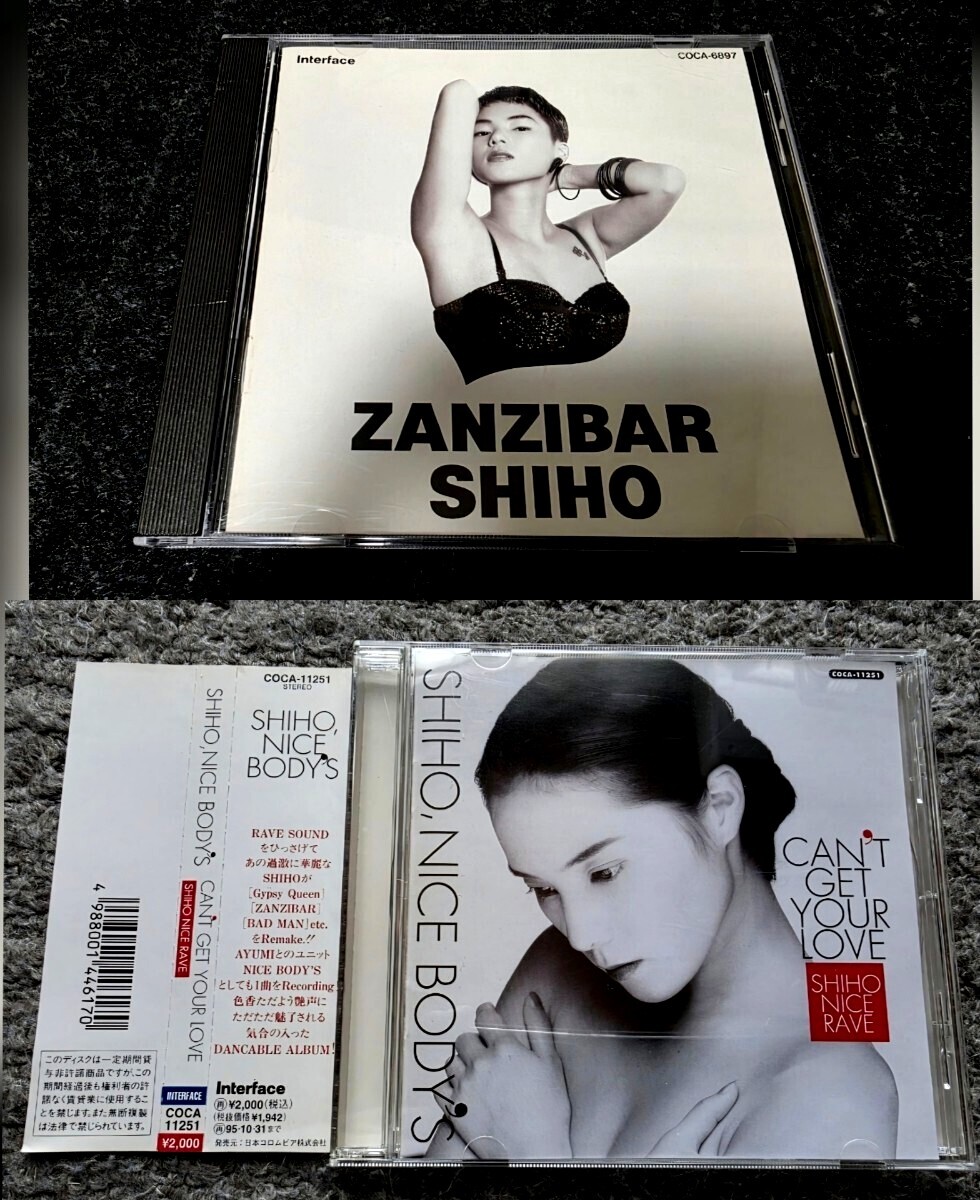 Interface
COCA-6897
ZANZIBAR
SHIHO
COCA-11251
STEREO
SHIHO,
NICE
BODY'S
RAVE SOUND
をひっさげて
あの過激に華麗な
SHIHOが
[Gypsy Queen]
[ZANZIBAR]
[BAD MAN]etc.
をRemake.!!
AYUMIとのユニット
NICE BODY'S
としても1曲をRecording
色香ただよう艶声に
ただただ魅了される
気合の入った
DANCABLE ALBUM!
Interface
再¥2,000(税込)
(税抜価格¥1,942)
再95・10・31まで
発売元:日本コロムビア株式会社
SHIHO, NICE BODY'S CAN'T GET YOUR LOVE
SHIHO NICE RAVE
INTERFACE
COCA
11251
¥2,000
4 988001 446170
このディスクは一定期間貸
与非許諾商品ですが、この
期間経過後も権利者の許
諾なく賃貸業に使用するこ
とを禁じます。また無断複製
は法律で禁じられています。
SHIHO, NICE BODY'S
COCA-11251
CAN'T
GET
YOUR
LOVE
SHIHO
NICE
RAVE